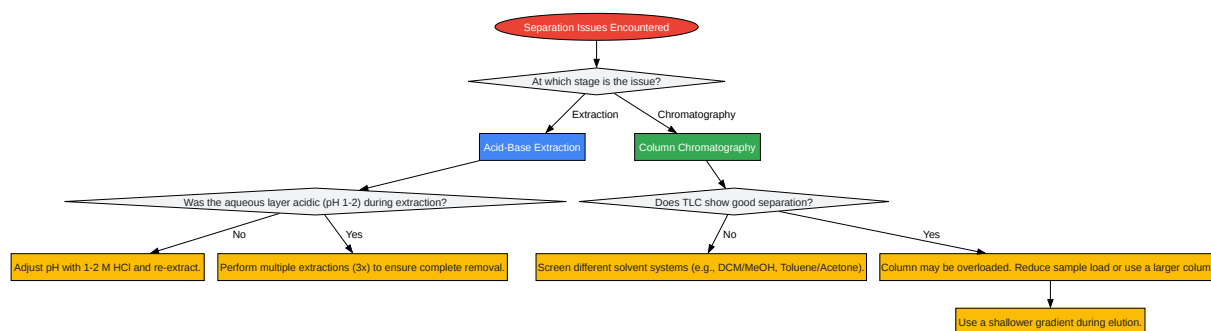 Separation Issues Encountered
At which stage is the issue?
Extraction
Chromatography
Acid-Base Extraction
Column Chromatography
Was the aqueous layer acidic (pH 1-2) during extraction?
Does TLC show good separation?
No
Yes
No
Yes
Adjust pH with 1-2 M HCl and re-extract.
Perform multiple extractions (3x) to ensure complete removal.
Screen different solvent systems (e.g., DCM/MeOH, Toluene/Acetone).
Column may be overloaded. Reduce sample load or use a larger colum
Use a shallower gradient during elution.